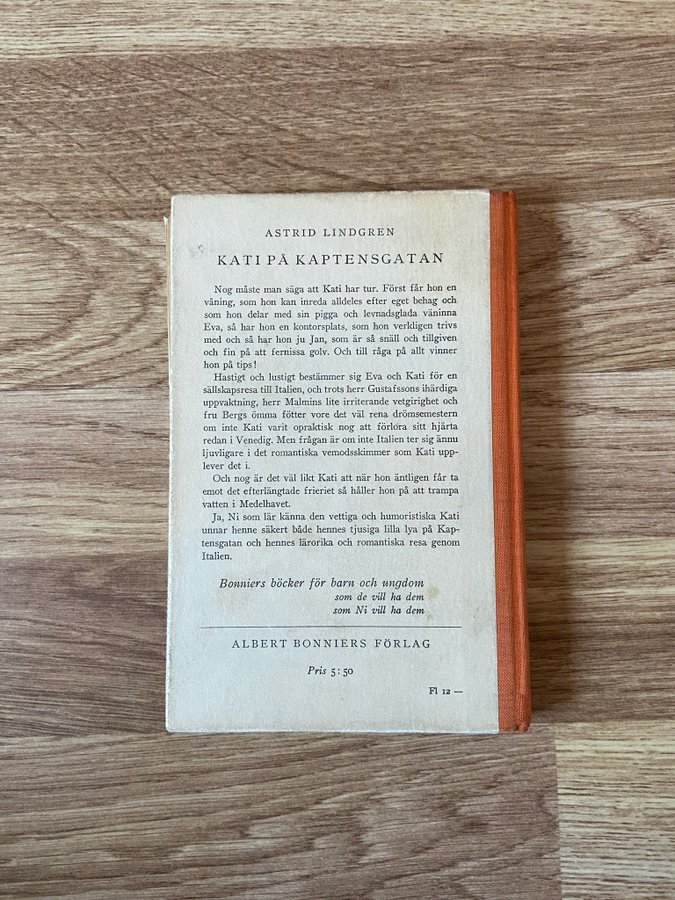 ASTRID LINDGREN
KATI PÅ KAPTENSGATAN
Nog måste man säga att Kati har tur. Först får hon en
våning, som hon kan inreda alldeles efter eget behag och
som hon delar med sin pigga och levnadsglada väninna
Eva, så har hon en kontorsplats, som hon verkligen trivs
med och så har hon ju Jan, som är så snäll och tillgiven
och fin på att fernissa golv. Och till råga på allt vinner
hon på tips!
Hastigt och lustigt bestämmer sig Eva och Kati för en
sällskapsresa till Italien, och trots herr Gustafssons ihärdiga
uppvaktning, herr Malmins lite irriterande vetgirighet och
fru Bergs ömma fötter vore det väl rena drömsemestern
om inte Kati varit opraktisk nog att förlora sitt hjärta
redan i Venedig. Men frågan är om inte Italien ter sig ännu
ljuvligare i det romantiska vemodsskimmer som Kati upp-
lever det i.
Och nog är det väl likt Kati att när hon äntligen får ta
emot det efterlängtade frieriet så håller hon på att trampa
vatten i Medelhavet.
Ja, Ni som lär känna den vettiga och humoristiska Kati
unnar henne säkert både hennes tjusiga lilla lya på Kap-
tensgatan och hennes lärorika och romantiska resa genom
Italien.
Bonniers böcker för barn och ungdom
som de vill ha dem
som Ni vill ha dem
ALBERT BONNIERS FÖRLAG
Pris 5:50
Fl 12 —